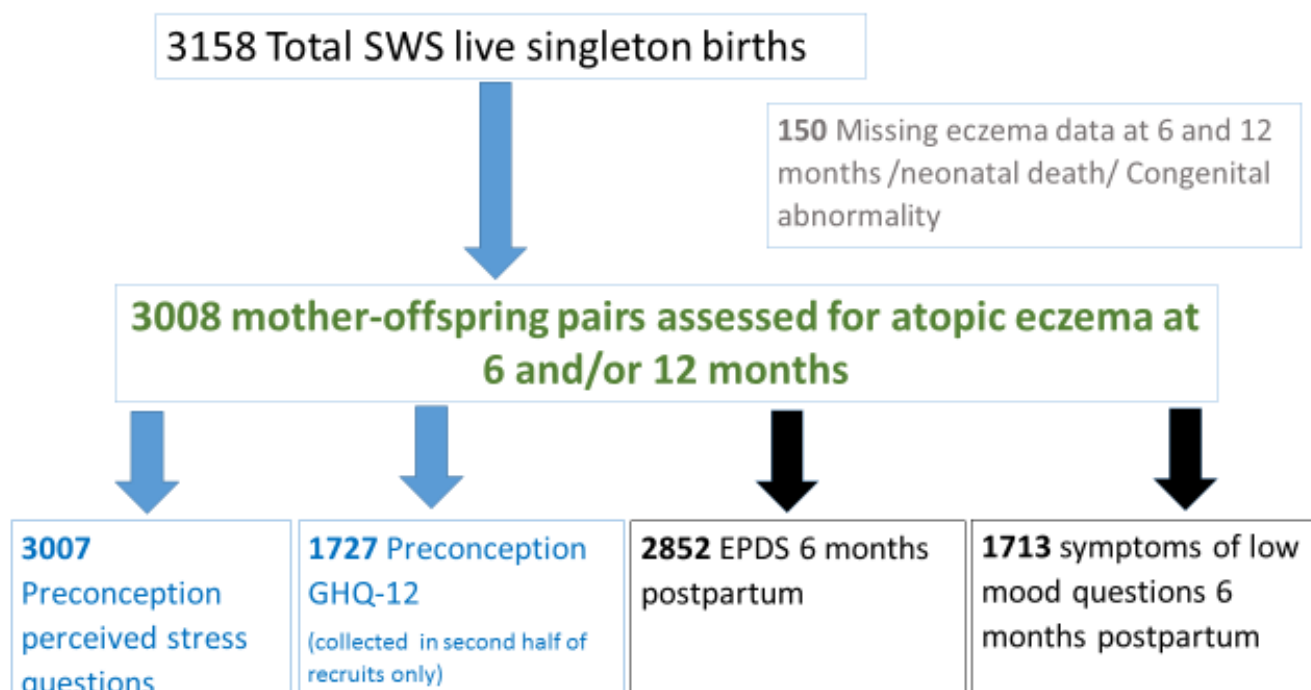 3158 Total SWS live singleton births
150 Missing eczema data at 6 and 12
months /neonatal death/ Congenital
abnormality
3008 mother-offspring pairs assessed for atopic eczema at
6 and/or 12 months
3007
Preconception
perceived stress
questions
1727 Preconception
GHQ-12
(collected in second half of
recruits only)
2852 EPDS 6 months
postpartum
1713 symptoms of low
mood questions 6
months postpartum